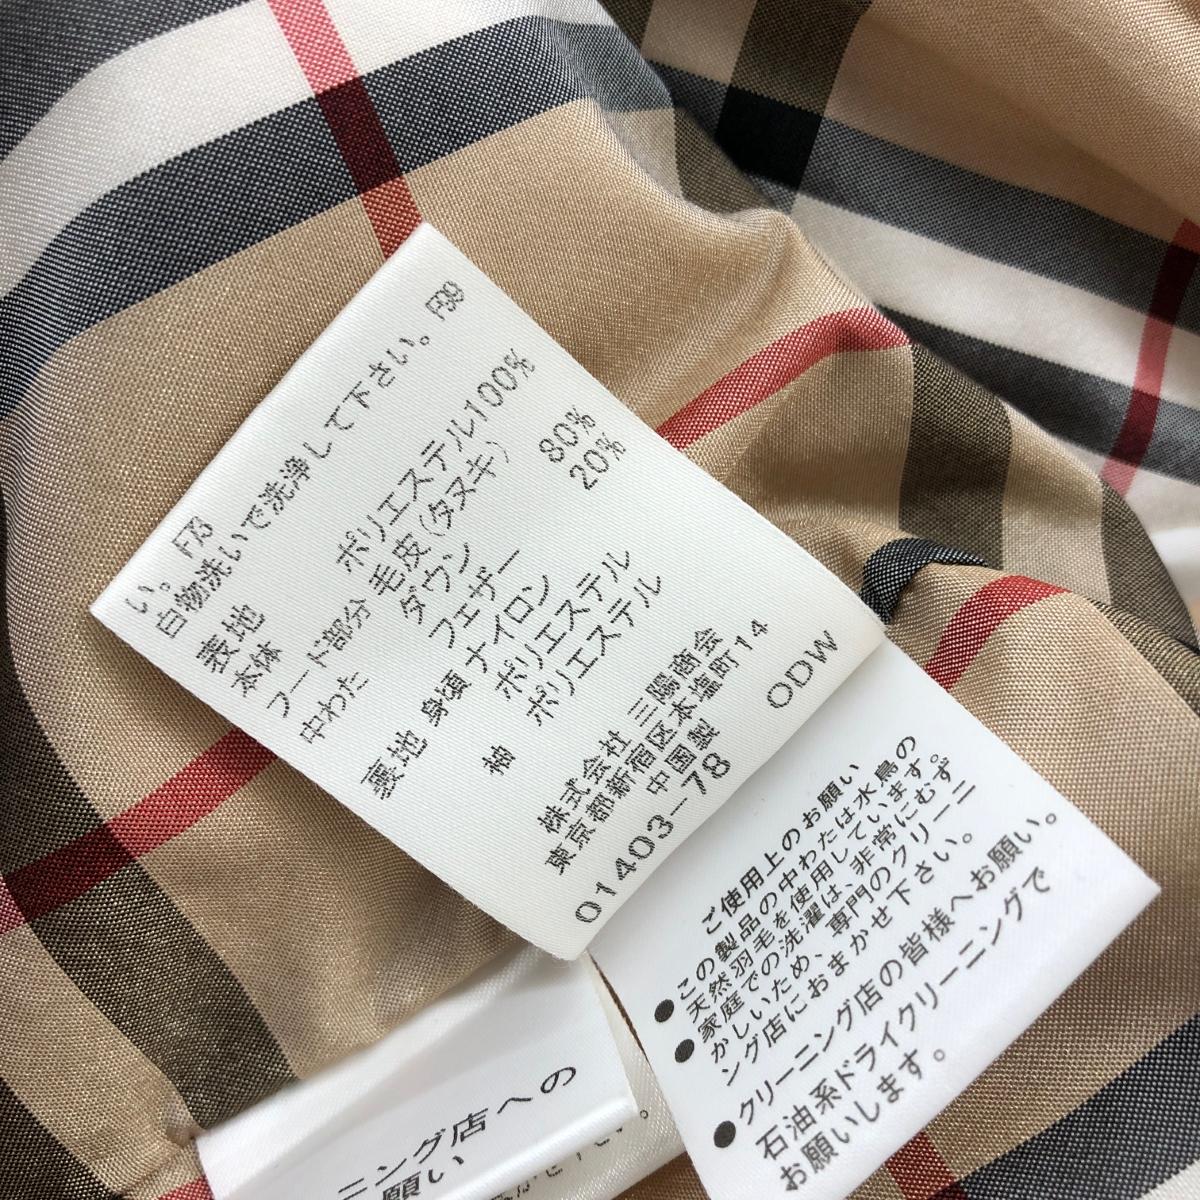 い。 F73
白物洗いで洗浄して下さい。 F99
表地
本体 ポリエステル100%
フード部分 毛皮(タヌキ)
中わた ダウン 80%
フェザー 20%
裏地 身頃 ナイロン
ポリエステル
袖 ポリエステル
株式会社 三陽商会
東京都新宿区本塩町14
中国製
01403-78 ODW
ご使用上のお願い
●この製品の中わたは水鳥の
天然羽毛を使用しています。
●家庭での洗濯は、非常にむず
かしいため、専門のクリーニ
ング店におまかせ下さい。
●クリーニング店の皆様へお願い。
石油系ドライクリーニングで
お願いします。
ニング店への
願い